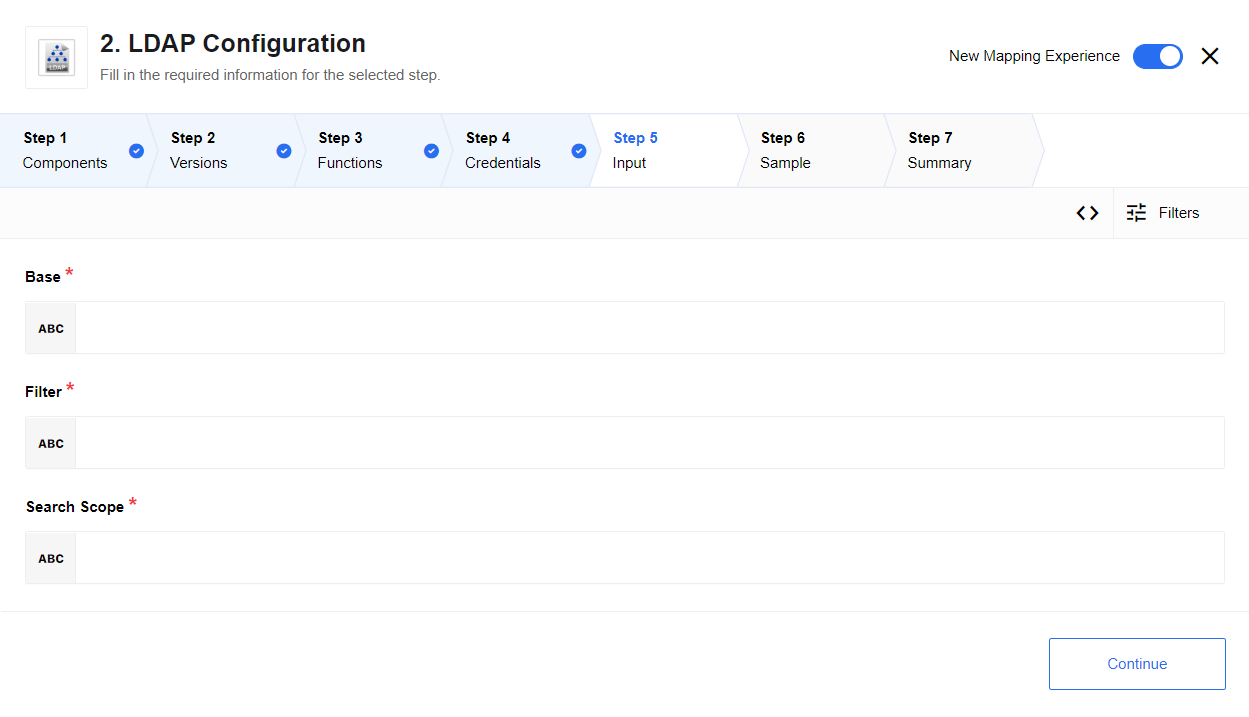 2. LDAP Configuration
Fill in the required information for the selected step.
LDAP
New Mapping Experience
Step 1
Components
Step 2
Versions
Step 3
Functions
Step 4
Credentials
Step 5
Input
Step 6
Sample
Step 7
Summary
Filters
Base *
ABC
Filter *
ABC
Search Scope *
ABC
Continue